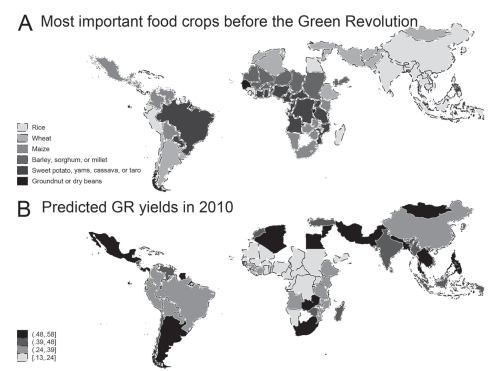 A Most important food crops before the Green Revolution
Rice
Wheat
Maize
Barley, sorghum, or millet
Sweet potato, yams, cassava, or taro
Groundnut or dry beans
B Predicted GR yields in 2010
(.48,.58]
(.39,.48]
(.24,.39]
[.13,.24]